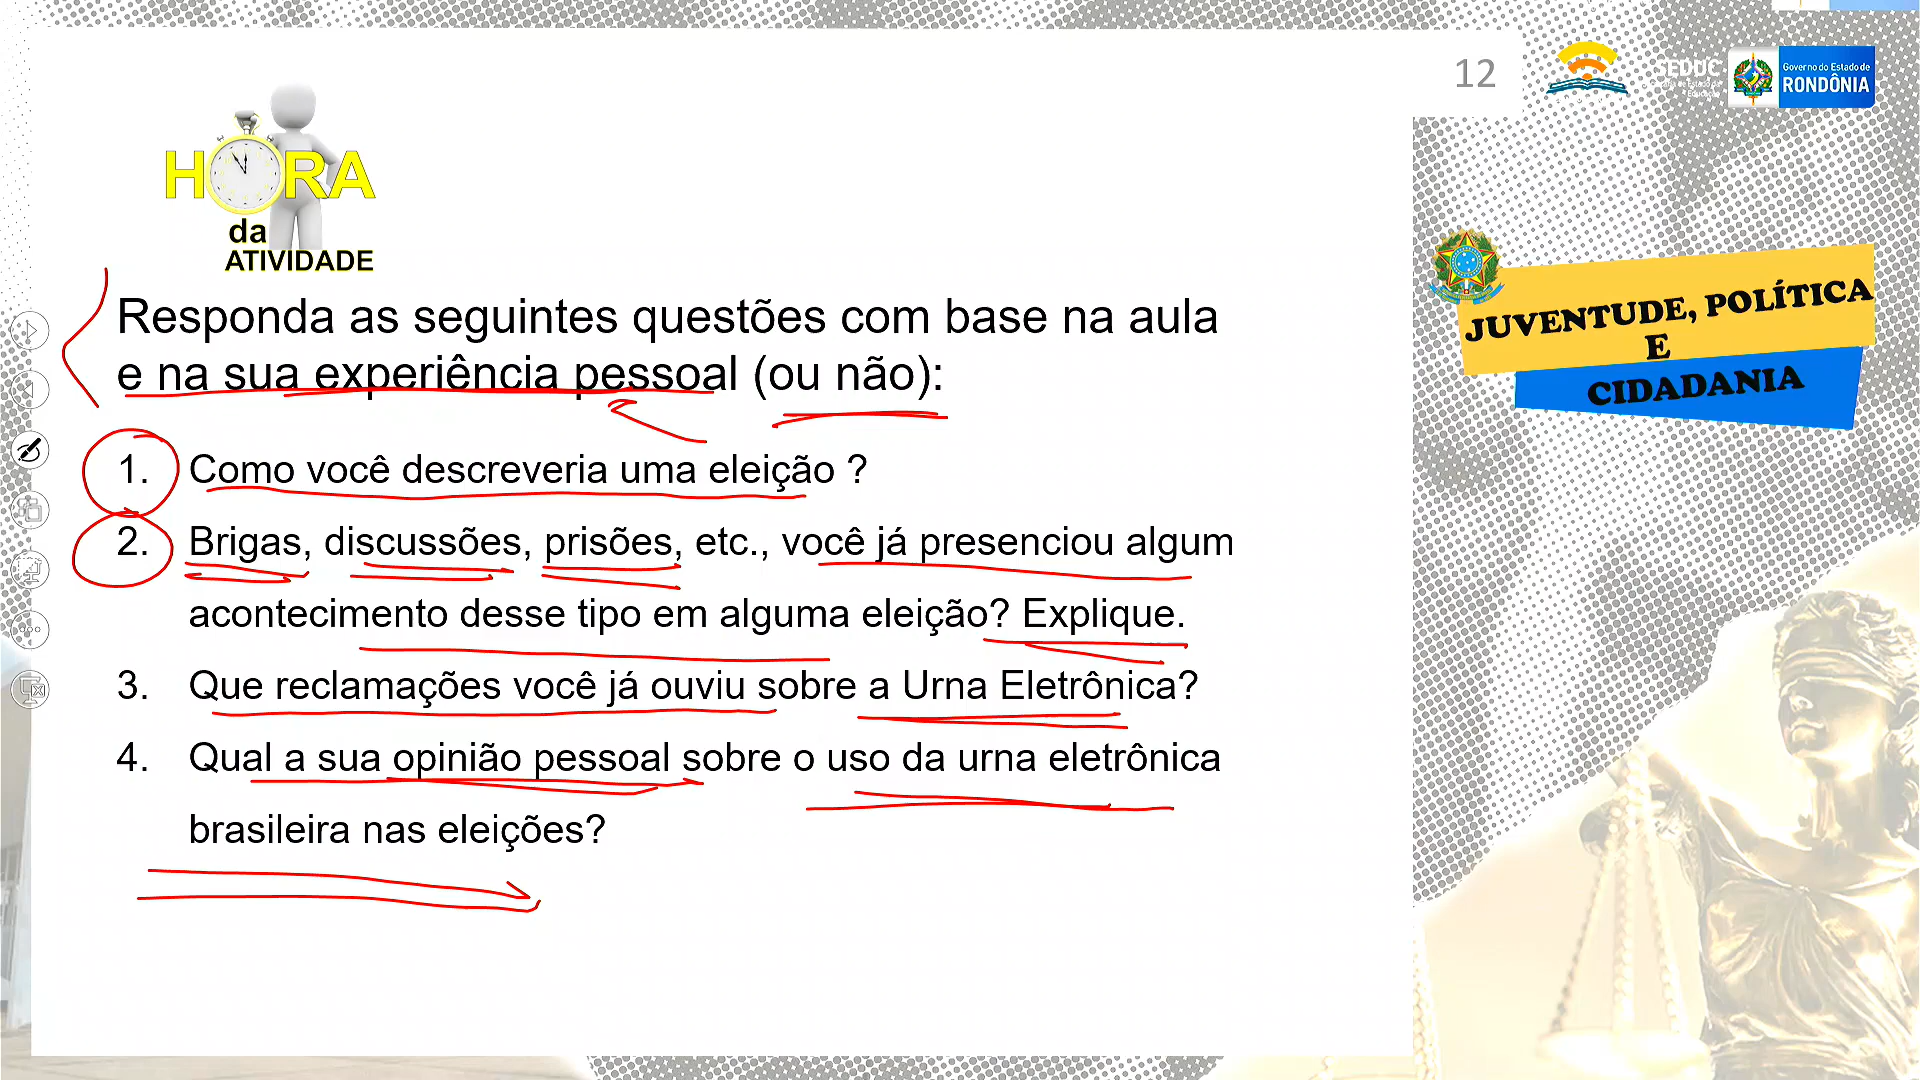 12
SEDUC
Governo do Estado de
RONDÔNIA
HORA
da
ATIVIDADE
JUVENTUDE, POLÍTICA
E
CIDADANIA
Responda as seguintes questões com base na aula
e na sua experiência pessoal (ou não):
1. Como você descreveria uma eleição ?
2. Brigas, discussões, prisões, etc., você já presenciou algum
acontecimento desse tipo em alguma eleição? Explique.
3. Que reclamações você já ouviu sobre a Urna Eletrônica?
4. Qual a sua opinião pessoal sobre o uso da urna eletrônica
brasileira nas eleições?